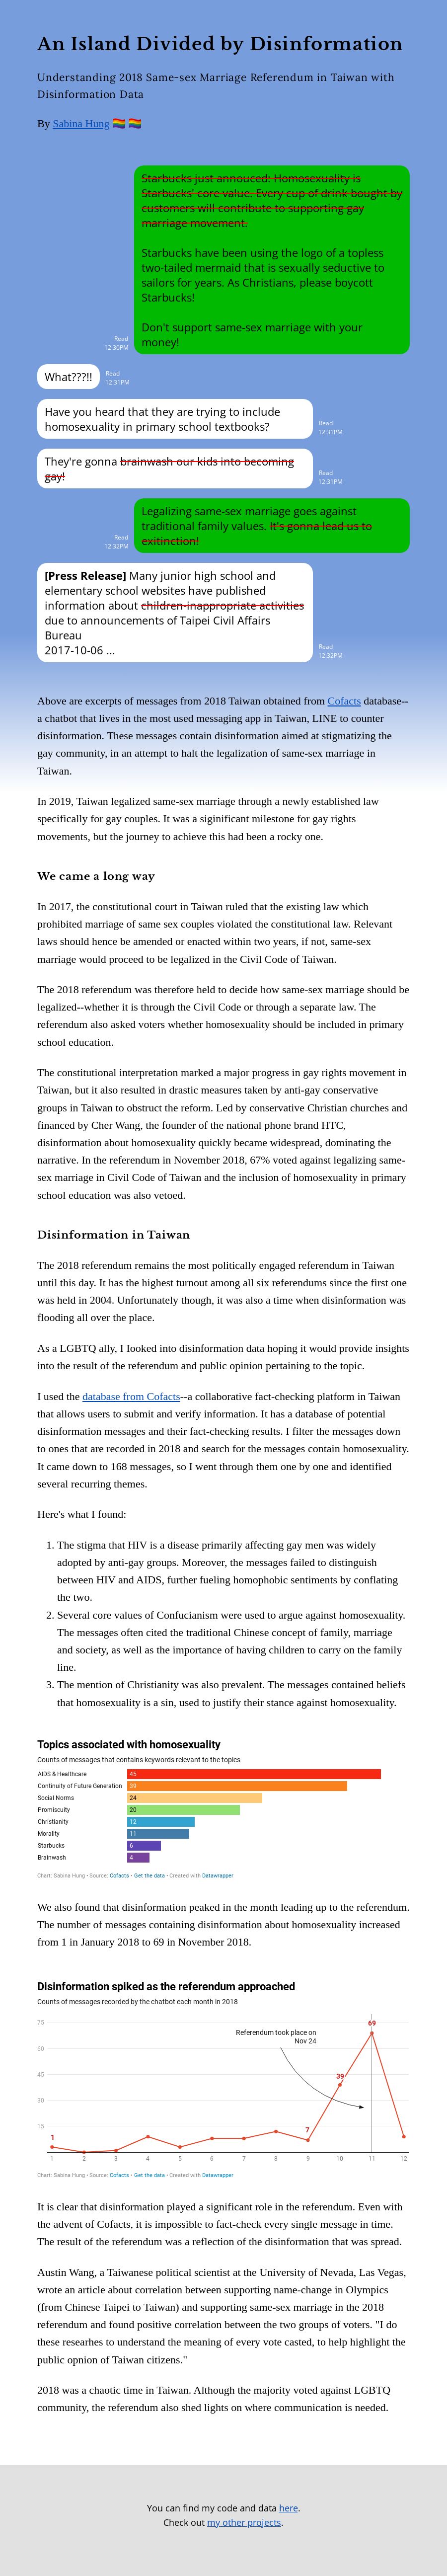 An Island Divided by Disinformation
Understanding 2018 Same-sex Marriage Referendum in Taiwan with
Disinformation Data
By Sabina Hung 🏳️‍🌈 🏳️‍🌈
Starbucks just annouced: Homosexuality is
Starbucks' core value. Every cup of drink bought by
customers will contribute to supporting gay
marriage movement.
Starbucks have been using the logo of a topless
two-tailed mermaid that is sexually seductive to
sailors for years. As Christians, please boycott
Starbucks!
Don't support same-sex marriage with your
money!
Read
12:30PM
What???!!
Read
12:31PM
Have you heard that they are trying to include
homosexuality in primary school textbooks?
Read
12:31PM
They're gonna brainwash our kids into becoming
gay!
Read
12:31PM
Legalizing same-sex marriage goes against
traditional family values. It's gonna lead us to
exitinction!
Read
12:32PM
[Press Release] Many junior high school and
elementary school websites have published
information about children-inappropriate activities
due to announcements of Taipei Civil Affairs
Bureau
2017-10-06 ...
Read
12:32PM
Above are excerpts of messages from 2018 Taiwan obtained from Cofacts database--
a chatbot that lives in the most used messaging app in Taiwan, LINE to counter
disinformation. These messages contain disinformation aimed at stigmatizing the
gay community, in an attempt to halt the legalization of same-sex marriage in
Taiwan.
In 2019, Taiwan legalized same-sex marriage through a newly established law
specifically for gay couples. It was a siginificant milestone for gay rights
movements, but the journey to achieve this had been a rocky one.
We came a long way
In 2017, the constitutional court in Taiwan ruled that the existing law which
prohibited marriage of same sex couples violated the constitutional law. Relevant
laws should hence be amended or enacted within two years, if not, same-sex
marriage would proceed to be legalized in the Civil Code of Taiwan.
The 2018 referendum was therefore held to decide how same-sex marriage should be
legalized--whether it is through the Civil Code or through a separate law. The
referendum also asked voters whether homosexuality should be included in primary
school education.
The constitutional interpretation marked a major progress in gay rights movement in
Taiwan, but it also resulted in drastic measures taken by anti-gay conservative
groups in Taiwan to obstruct the reform. Led by conservative Christian churches and
financed by Cher Wang, the founder of the national phone brand HTC,
disinformation about homosexuality quickly became widespread, dominating the
narrative. In the referendum in November 2018, 67% voted against legalizing same-
sex marriage in Civil Code of Taiwan and the inclusion of homosexuality in primary
school education was also vetoed.
Disinformation in Taiwan
The 2018 referendum remains the most politically engaged referendum in Taiwan
until this day. It has the highest turnout among all six referendums since the first one
was held in 2004. Unfortunately though, it was also a time when disinformation was
flooding all over the place.
As a LGBTQ ally, I Iooked into disinformation data hoping it would provide insights
into the result of the referendum and public opinion pertaining to the topic.
I used the database from Cofacts--a collaborative fact-checking platform in Taiwan
that allows users to submit and verify information. It has a database of potential
disinformation messages and their fact-checking results. I filter the messages down
to ones that are recorded in 2018 and search for the messages contain homosexuality.
It came down to 168 messages, so I went through them one by one and identified
several recurring themes.
Here's what I found:
1. The stigma that HIV is a disease primarily affecting gay men was widely
adopted by anti-gay groups. Moreover, the messages failed to distinguish
between HIV and AIDS, further fueling homophobic sentiments by conflating
the two.
2. Several core values of Confucianism were used to argue against homosexuality.
The messages often cited the traditional Chinese concept of family, marriage
and society, as well as the importance of having children to carry on the family
line.
3. The mention of Christianity was also prevalent. The messages contained beliefs
that homosexuality is a sin, used to justify their stance against homosexuality.
Topics associated with homosexuality
Counts of messages that contains keywords relevant to the topics
AIDS & Healthcare 45
Continuity of Future Generation 39
Social Norms 24
Promiscuity 20
Christianity 12
Morality 11
Starbucks 6
Brainwash 4
Chart: Sabina Hung • Source: Cofacts • Get the data • Created with Datawrapper
We also found that disinformation peaked in the month leading up to the referendum.
The number of messages containing disinformation about homosexuality increased
from 1 in January 2018 to 69 in November 2018.
Disinformation spiked as the referendum approached
Counts of messages recorded by the chatbot each month in 2018
75
60
45
30
15
Referendum took place on
Nov 24
1
7
39
69
1 2 3 4 5 6 7 8 9 10 11 12
Chart: Sabina Hung • Source: Cofacts • Get the data • Created with Datawrapper
It is clear that disinformation played a significant role in the referendum. Even with
the advent of Cofacts, it is impossible to fact-check every single message in time.
The result of the referendum was a reflection of the disinformation that was spread.
Austin Wang, a Taiwanese political scientist at the University of Nevada, Las Vegas,
wrote an article about correlation between supporting name-change in Olympics
(from Chinese Taipei to Taiwan) and supporting same-sex marriage in the 2018
referendum and found positive correlation between the two groups of voters. "I do
these researhes to understand the meaning of every vote casted, to help highlight the
public opnion of Taiwan citizens."
2018 was a chaotic time in Taiwan. Although the majority voted against LGBTQ
community, the referendum also shed lights on where communication is needed.
You can find my code and data here.
Check out my other projects.